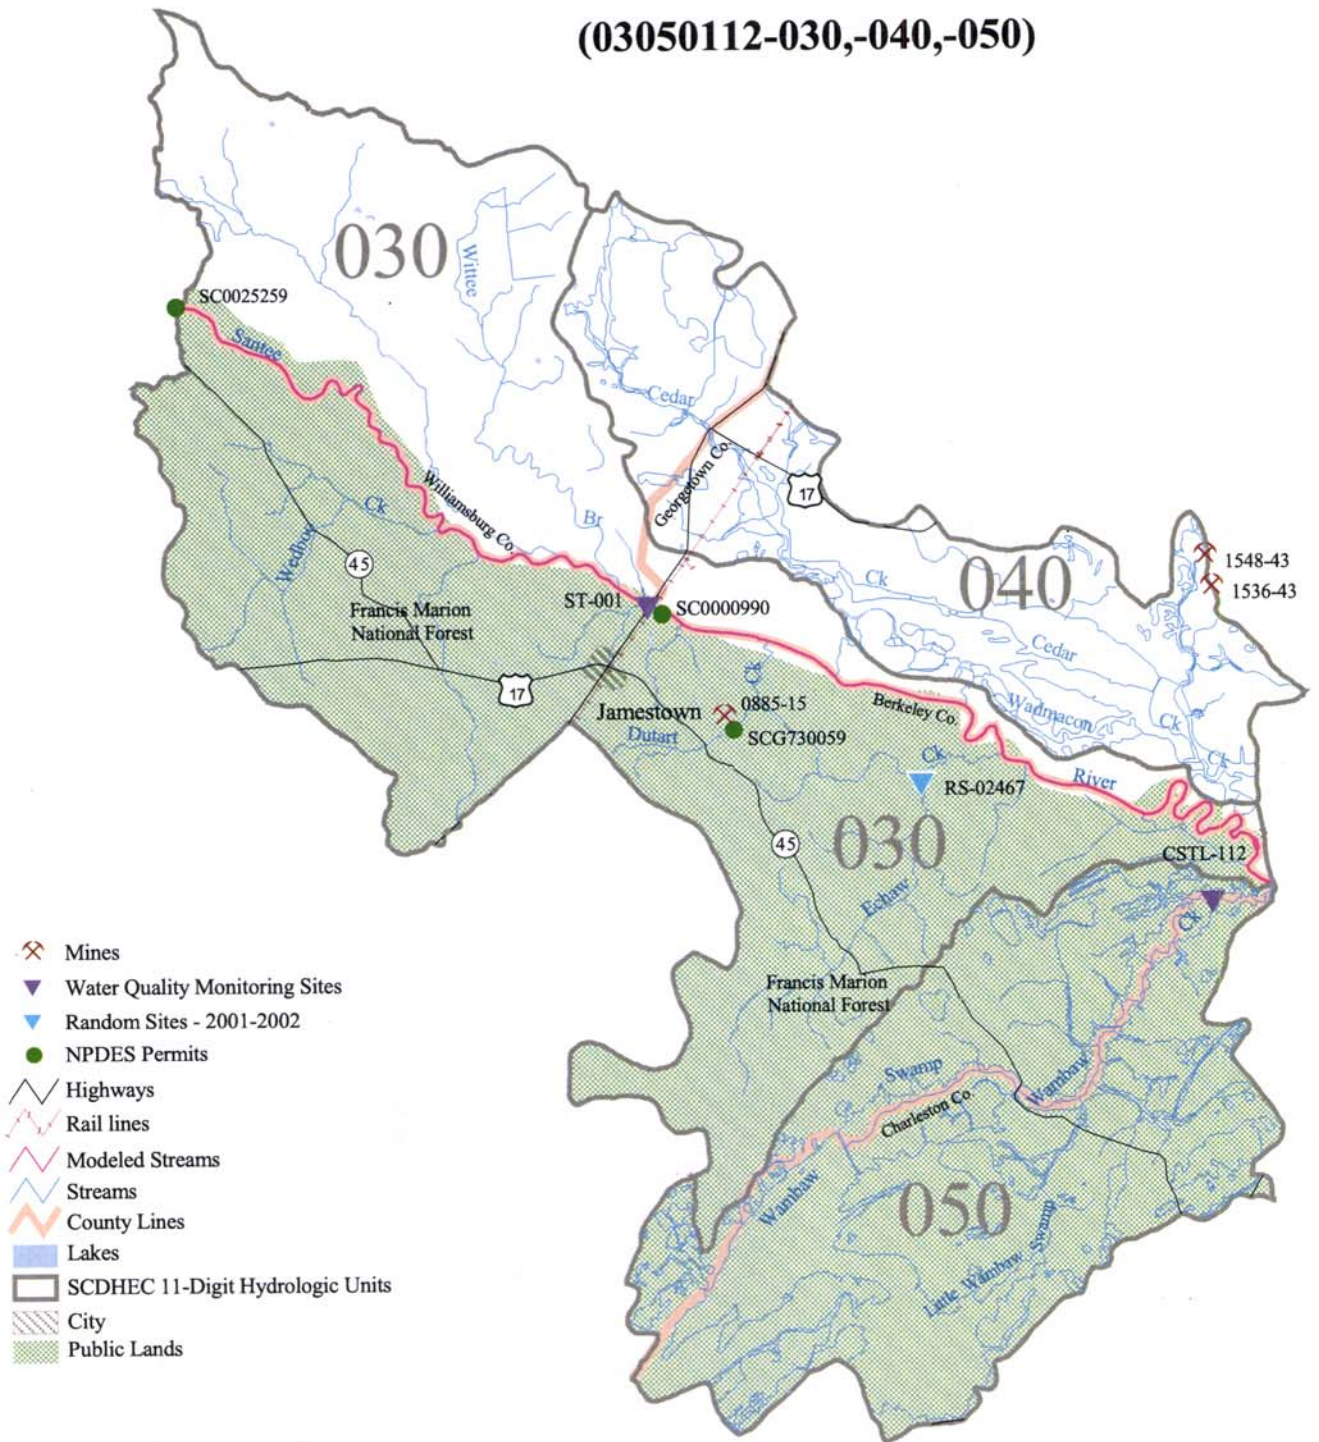 (03050112-030,-040,-050)
030
Wittee
SC0025259
Santee
Cedar
Georgetown Co.
17
Williamsburg Co.
Ck
Br
Wedboo
45
1548-43
1536-43
Ck
040
ST-001
SC0000990
Francis Marion
National Forest
Cedar
Ck
17
0885-15
Berkeley Co.
Wadmacon
Ck
Jamestown
Dutart
SCG730059
Ck
Ck
River
RS-02467
030
45
CSTL-112
Echaw
Ck
Francis Marion
National Forest
Swamp
Wambaw
Charleston Co.
Wambaw
050
Little Wambaw Swamp
Mines
Water Quality Monitoring Sites
Random Sites - 2001-2002
NPDES Permits
Highways
Rail lines
Modeled Streams
Streams
County Lines
Lakes
SCDHEC 11-Digit Hydrologic Units
City
Public Lands